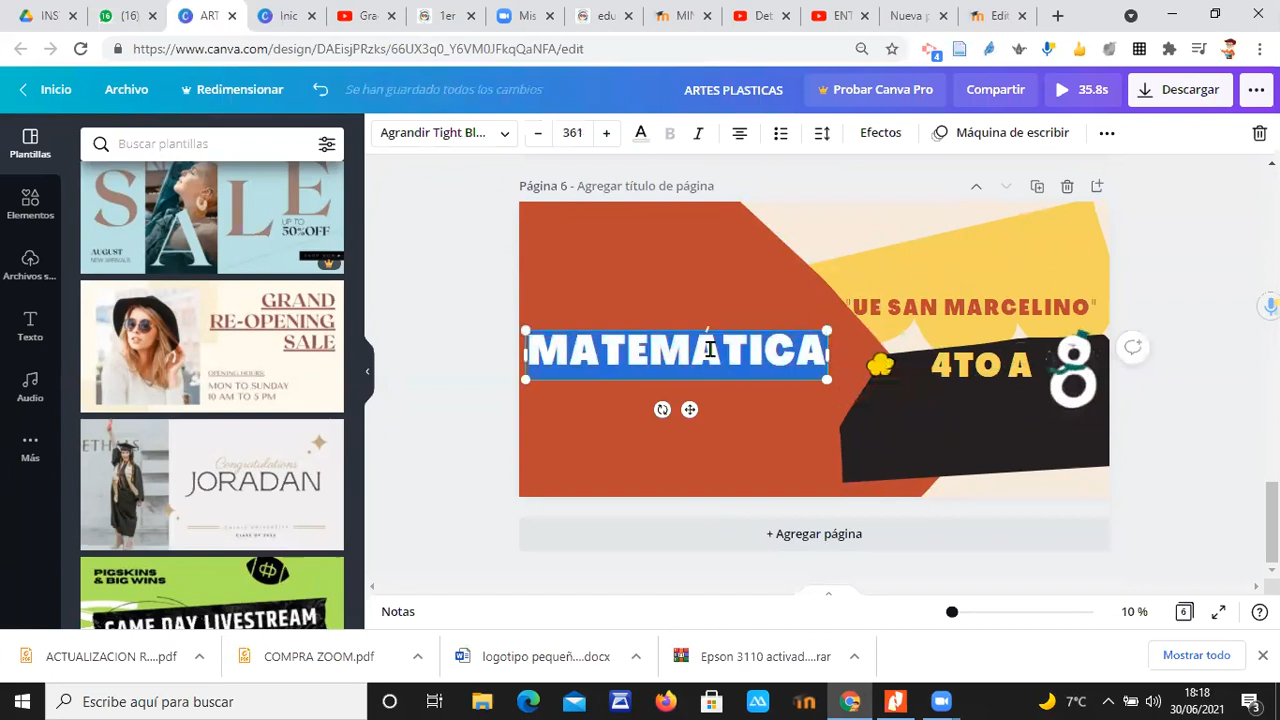 INS
(16)
ART
Inic
Gra
1er
Mis
edu
MIN
Det
ENT
Nueva p
Edit
https://www.canva.com/design/DAEisjPRzks/66UX3q0_Y6VM0JFkqQaNFA/edit
4
Inicio
Archivo
Redimensionar
Se han guardado todos los cambios
ARTES PLASTICAS
Probar Canva Pro
Compartir
35.8s
Descargar
Agrandir Tight Bl...
361
A
B
I
Efectos
Máquina de escribir
Plantillas
Elementos
Archivos s...
Texto
Más
Buscar plantillas
SALE
UP TO
50%OFF
AUGUST
NEW ARRIVALS
GRAND
RE-OPENING
SALE
OPENING HOURS:
MON TO SUNDAY
10 AM TO 5 PM
Congratulations
JORADAN
CLASS OF 2023
PIGSKINS
& BIG WINS
GAME DAY LIVESTREAM
Página 6 - Agregar título de página
MATEMÁTICA
"UE SAN MARCELINO"
4TO A
8
+ Agregar página
Notas
10 %
6
ACTUALIZACION R....pdf
COMPRA ZOOM.pdf
logotipo pequeñ....docx
Epson 3110 activad....rar
Mostrar todo
Escribe aquí para buscar
7°C
18:18
30/06/2021
3